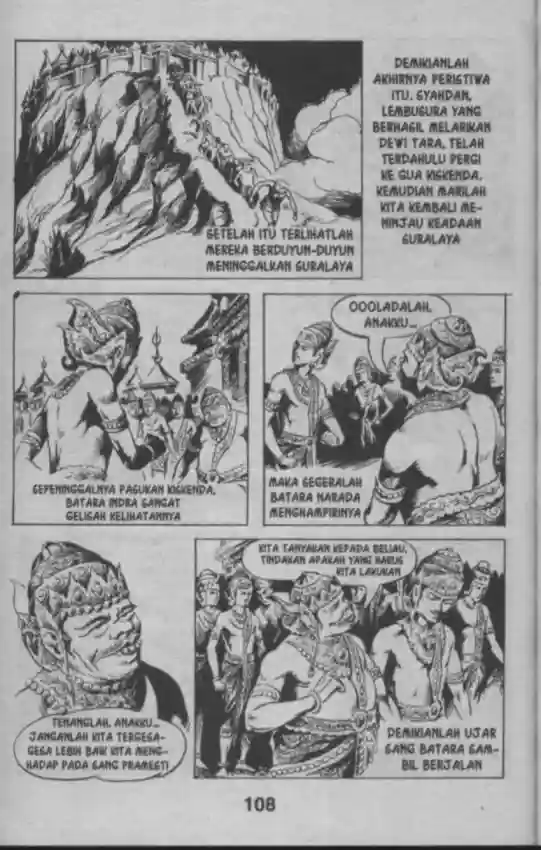 SETELAH ITU TERLIHATLAH
MEREKA BERDUYUN-DUYUN
MENINGGALKAN SURALAYA
DEMIKIANLAH
AKHIRNYA PERISTIWA
ITU. SYAHDAN,
LEMBUSURA YANG
BERHASIL MELARIKAN
DEWI TARA, TELAH
TERDAHULU PERGI
KE GUA KISKENDA.
KEMUDIAN MARILAH
KITA KEMBALI ME-
NINJAU KEADAAN
SURALAYA
SEPENINGGALNYA PASUKAN KISKENDA,
BATARA INDRA SANGAT
GELISAH KELIHATANNYA
OOOLADALAH,
ANAKKU...
MAKA SEGERALAH
BATARA NARADA
MENGHAMPIRINYA
TENANGLAH, ANAKKU...
JANGANLAH KITA TERGESA-
GESA LEBIH BAIK KITA MENG-
HADAP PADA SANG PRAMESTI
KITA TANYAKAN KEPADA BELIAU,
TINDAKAN APAKAH YANG HARUS
KITA LAKUKAN
DEMIKIANLAH UJAR
SANG BATARA SAM-
BIL BERJALAN
108